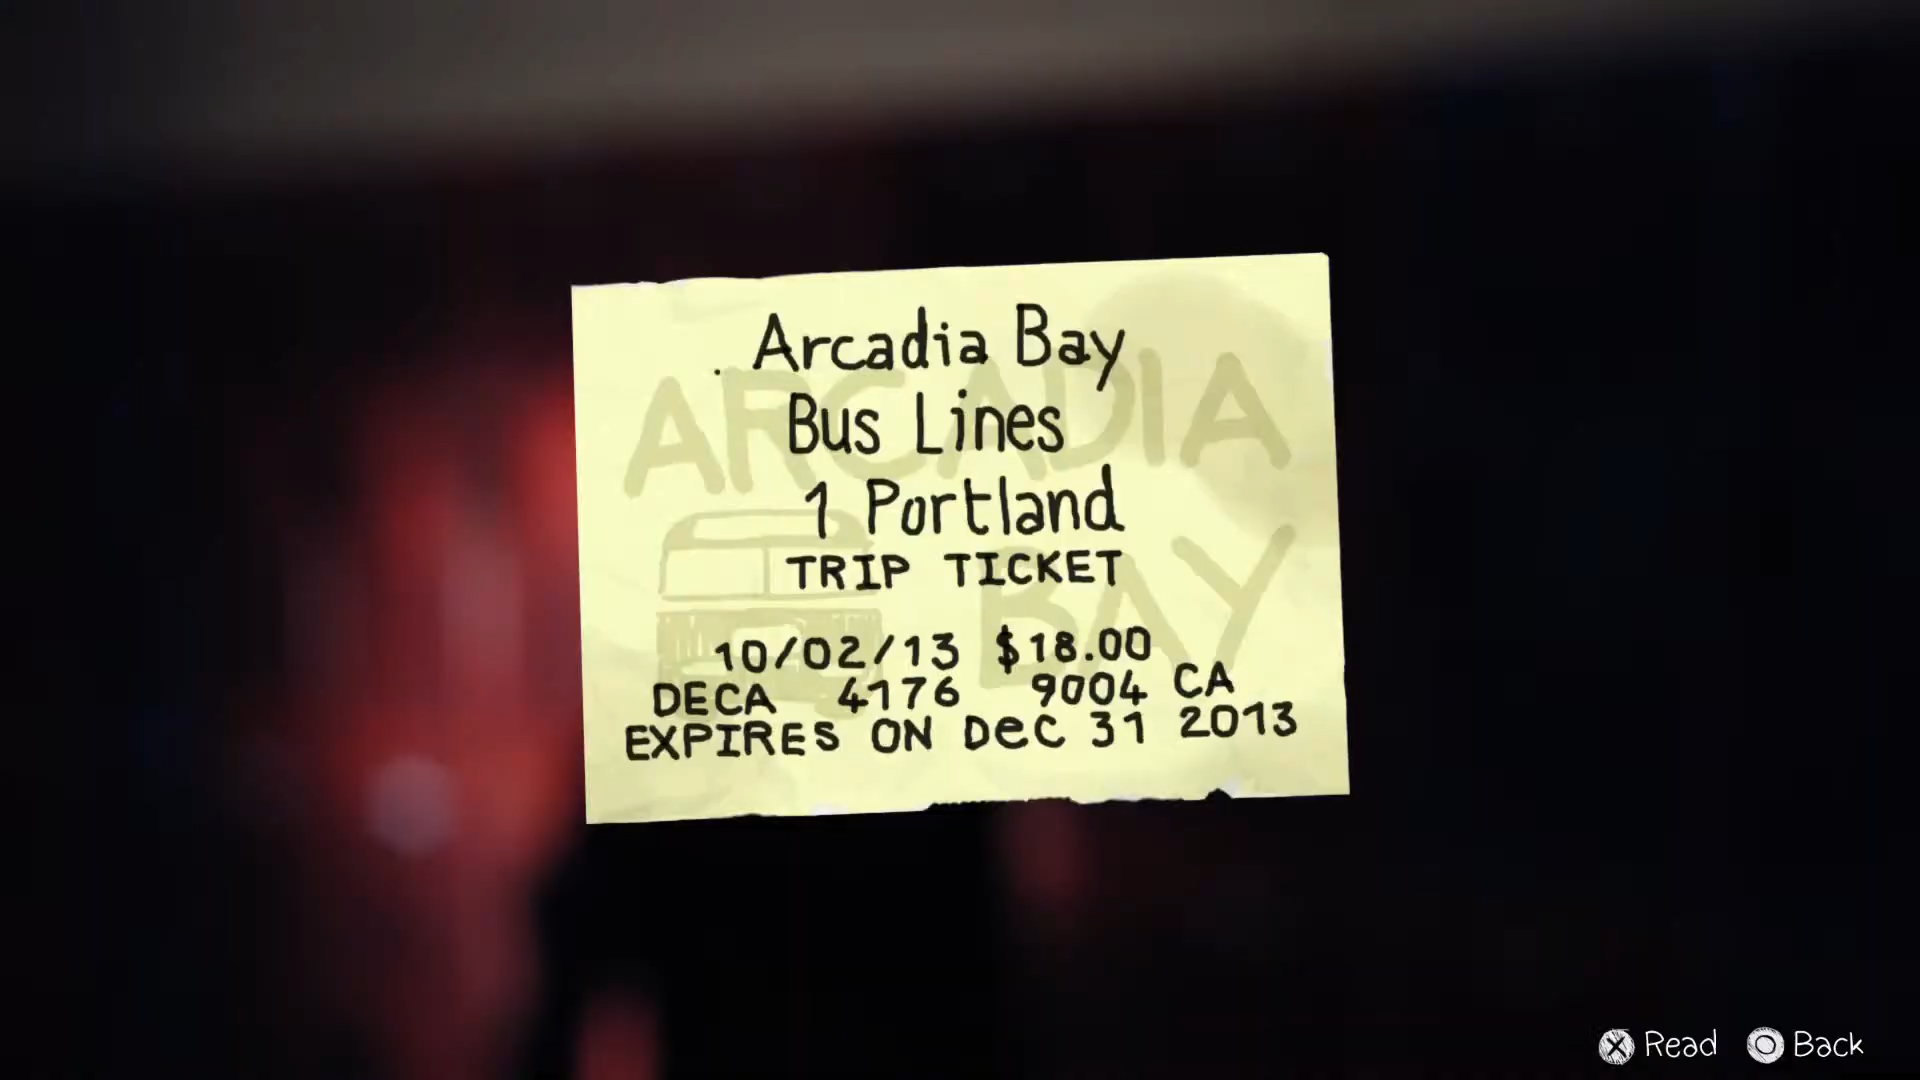 Arcadia Bay
Bus Lines
1 Portland
TRIP TICKET
10/02/13 $18.00
DECA 4176 9004 CA
EXPIRES ON DeC 31 2013
ARCADIA
BAY
Read Back